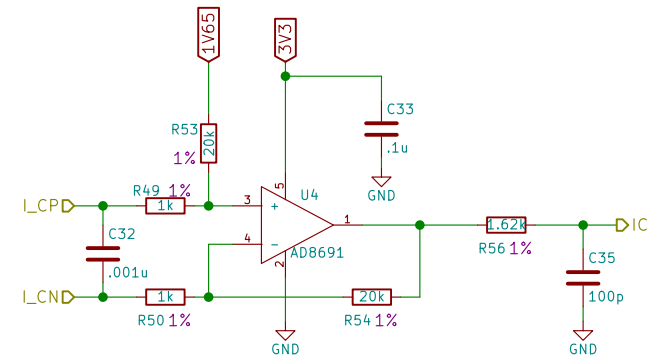 1V65
3V3
C33
.1u
GND
R53
20k
1%
R49 1%
I_CP
1k
3
+
5
U4
1
C32
.001u
4
−
2
AD8691
1.62k
IC
R56 1%
C35
100p
I_CN
1k
R50 1%
20k
R54 1%
GND
GND